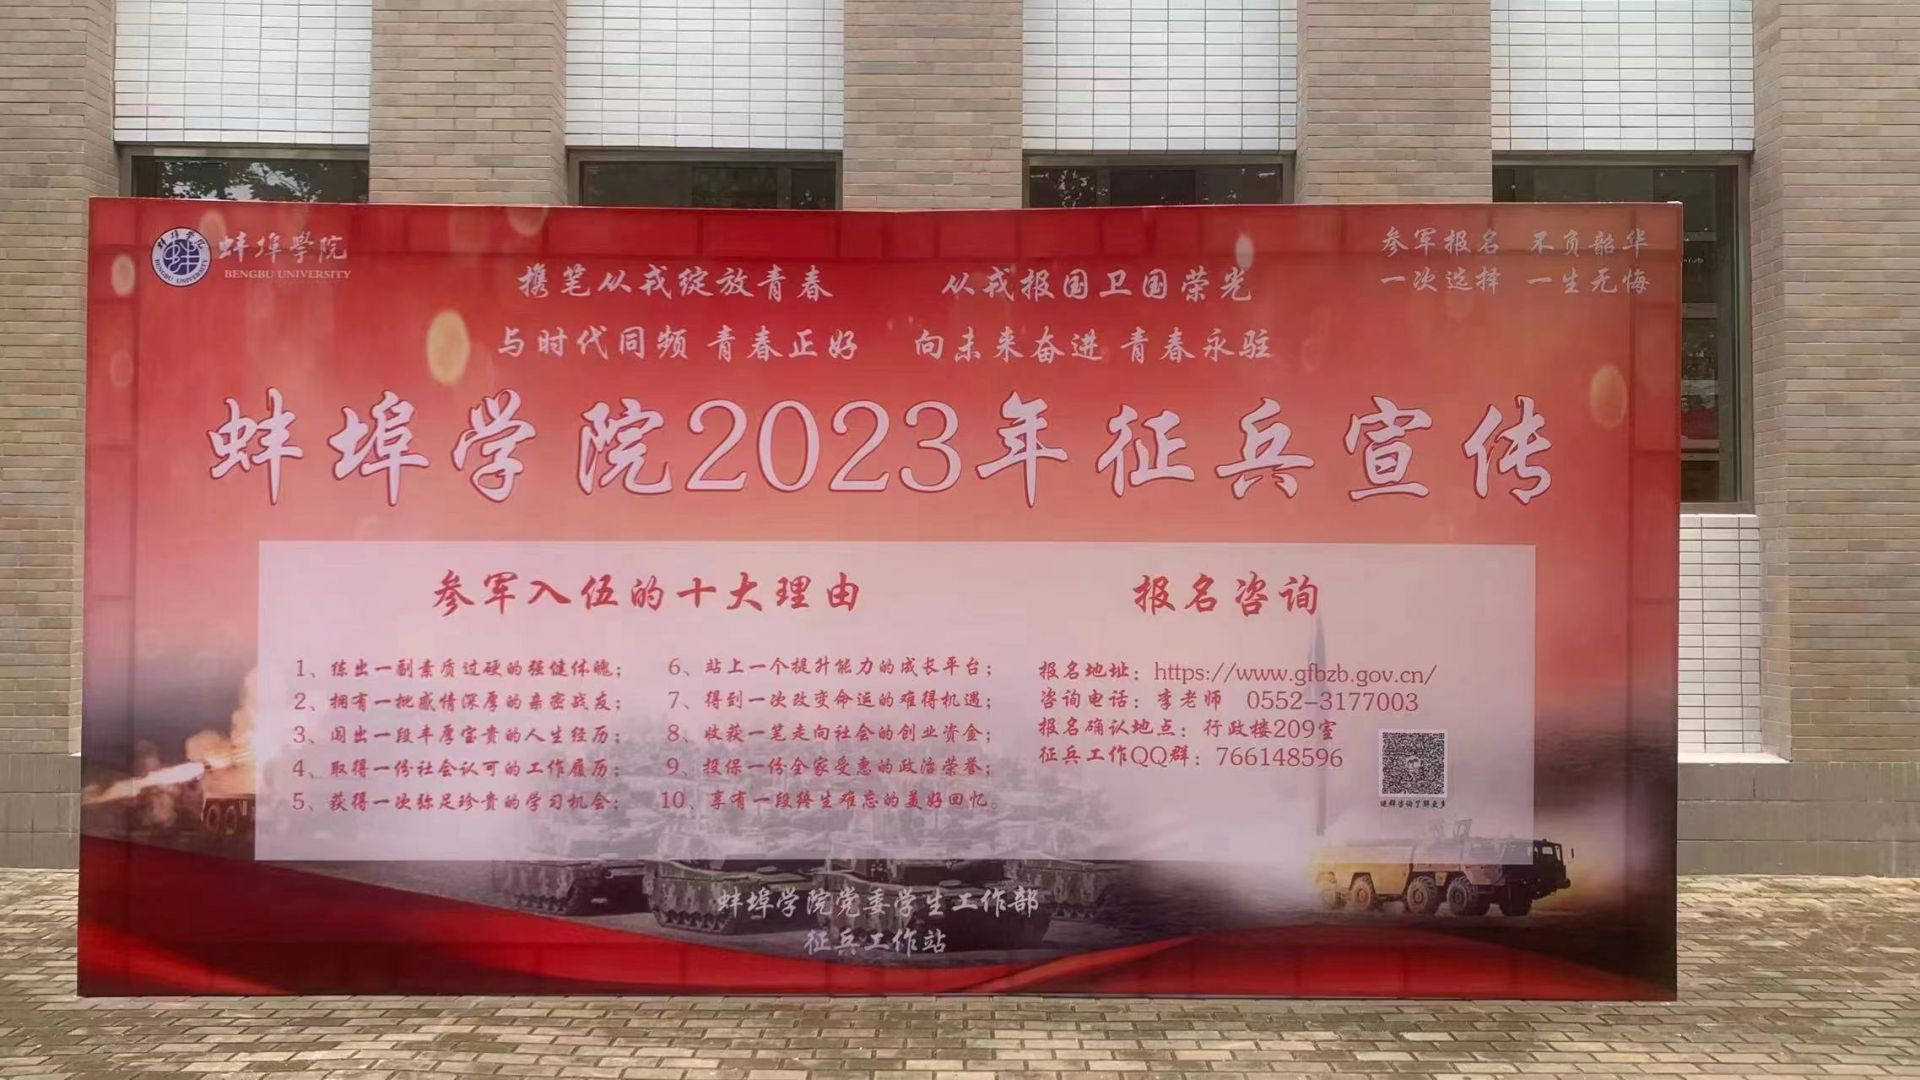 蚌埠學院
BENGBU UNIVERSITY
参军报名 不负韶华
一次选择 一生无悔
携笔从戎绽放青春 从戎报国卫国荣光
与时代同频 青春正好 向未来奋进 青春永驻
蚌埠学院2023年征兵宣传
参军入伍的十大理由
1、练出一副素质过硬的强健体魄；
2、拥有一批感情深厚的亲密战友；
3、闯出一段丰厚宝贵的人生经历；
4、取得一份社会认可的工作履历；
5、获得一次弥足珍贵的学习机会；
6、站上一个提升能力的成长平台；
7、得到一次改变命运的难得机遇；
8、收获一笔走向社会的创业资金；
9、投保一份全家受惠的政治荣誉；
10、享有一段终生难忘的美好回忆。
报名咨询
报名地址：https://www.gfbzb.gov.cn/
咨询电话：李老师 0552-3177003
报名确认地点：行政楼209室
征兵工作QQ群：766148596
进群咨询了解更多
蚌埠学院党委学生工作部
征兵工作站